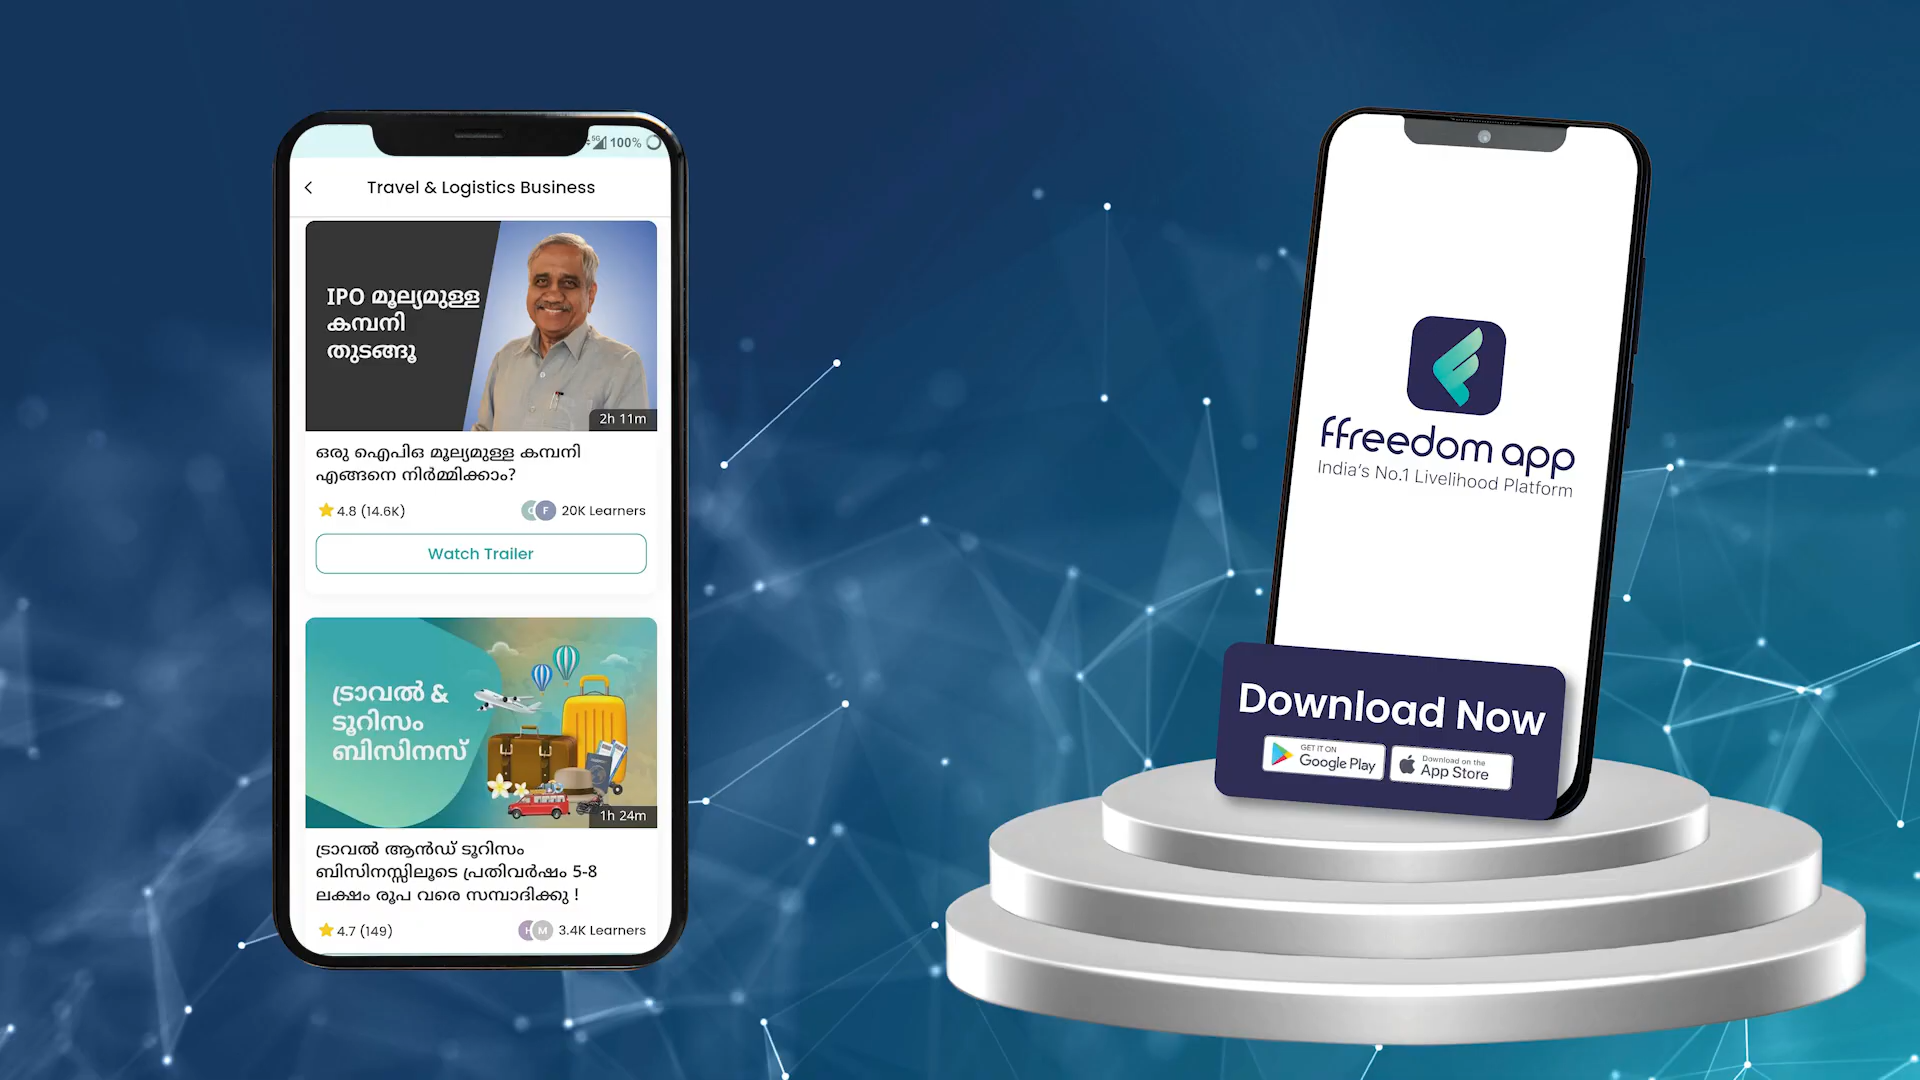 5G 100%
Travel & Logistics Business
IPO മൂല്യമുള്ള
കമ്പനി
തുടങ്ങൂ
2h 11m
ഒരു ഐപിഒ മൂല്യമുള്ള കമ്പനി
എങ്ങനെ നിർമ്മിക്കാം?
4.8 (14.6K)
F
20K Learners
Watch Trailer
ട്രാവൽ &
ടൂറിസം
ബിസിനസ്
1h 24m
ട്രാവൽ ആൻഡ് ടൂറിസം
ബിസിനസ്സിലൂടെ പ്രതിവർഷം 5-8
ലക്ഷം രൂപ വരെ സമ്പാദിക്കൂ !
4.7 (149)
H M
3.4K Learners
ffreedom app
India's No.1 Livelihood Platform
Download Now
GET IT ON
Google Play
Download on the
App Store